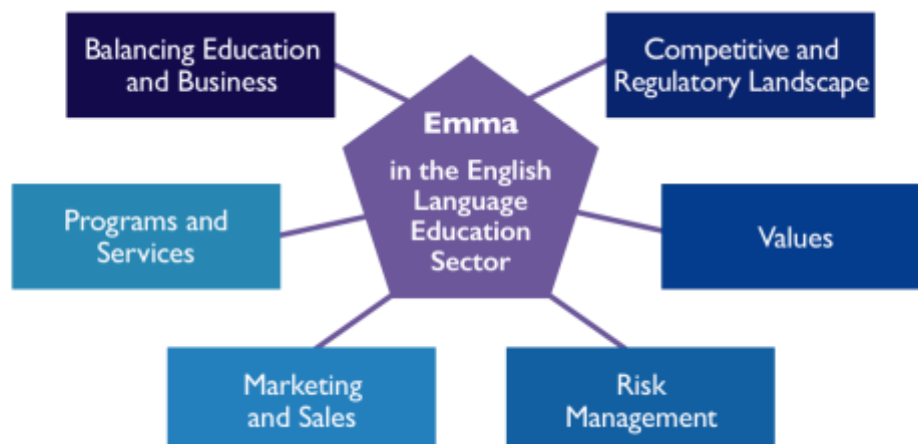 Balancing Education
and Business
Competitive and
Regulatory Landscape
Emma
in the English
Language
Education
Sector
Programs and
Services
Values
Marketing
and Sales
Risk
Management